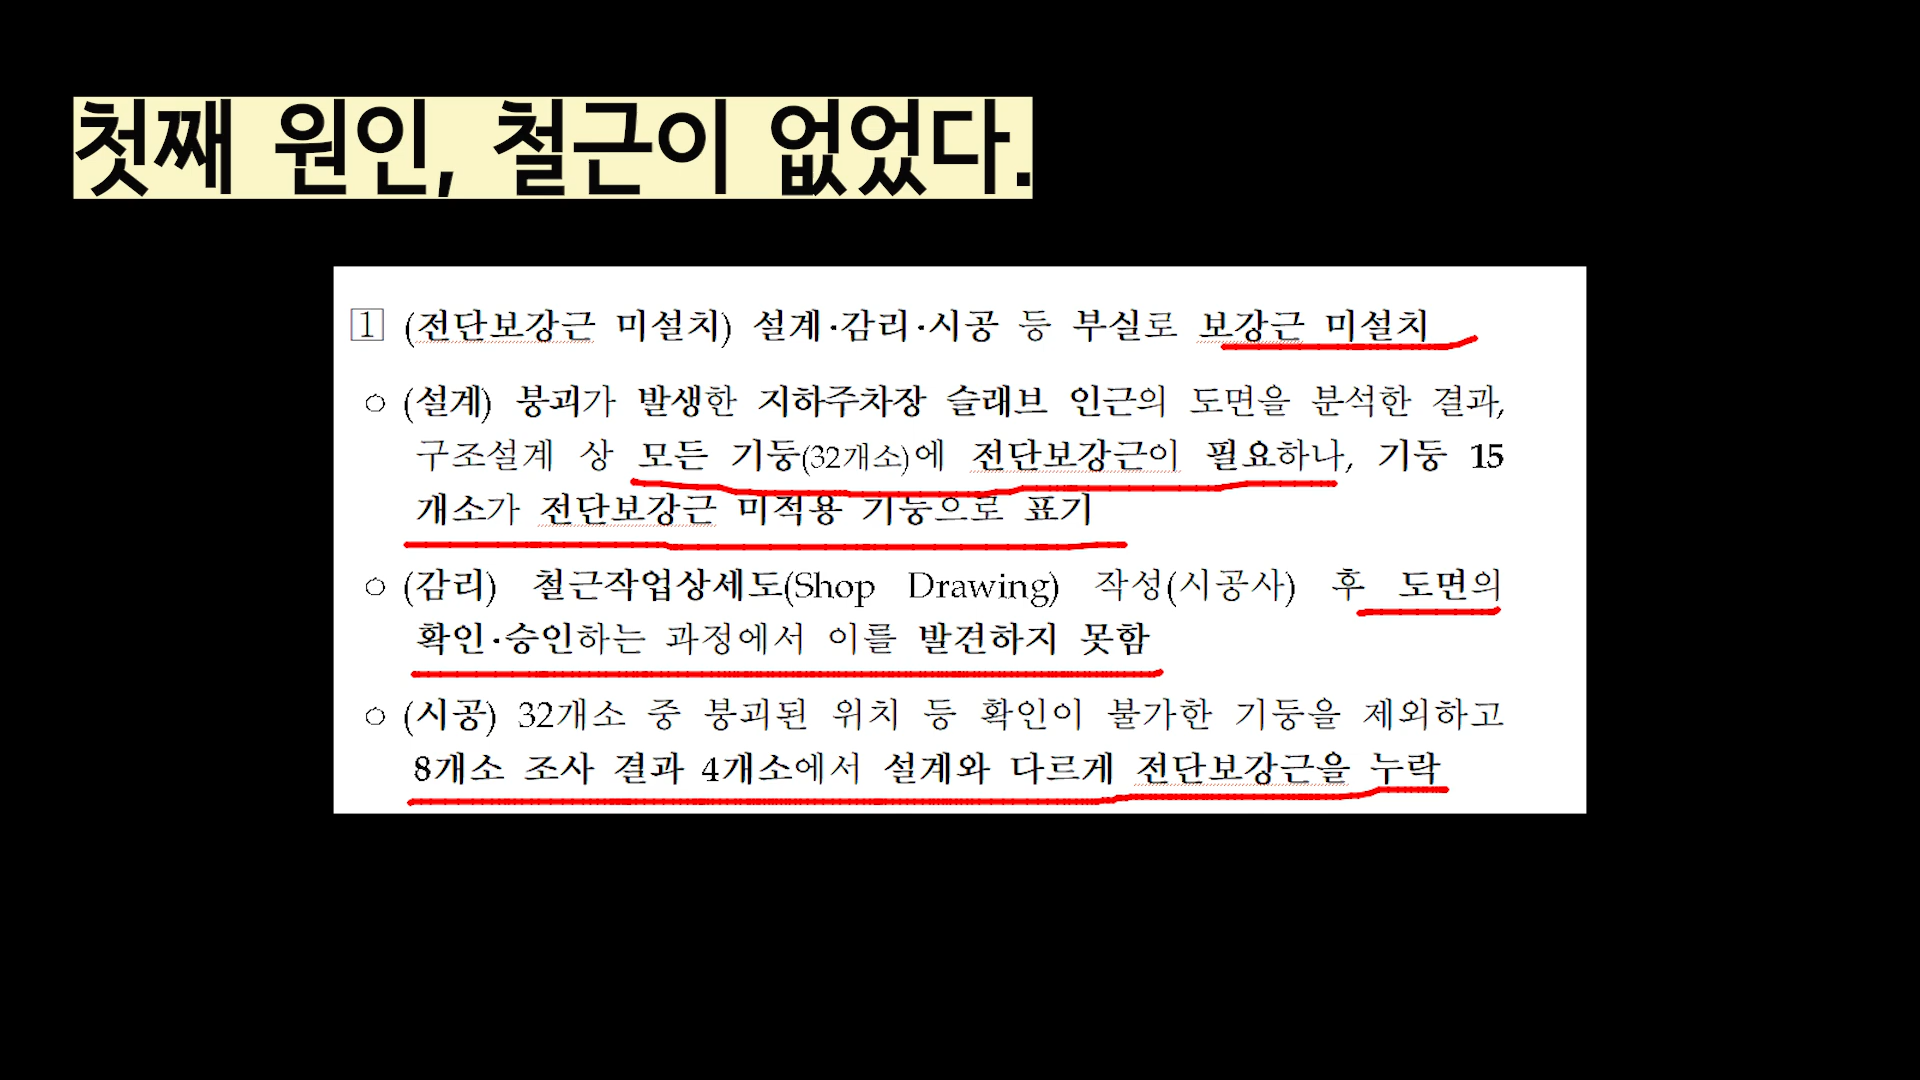 첫째 원인, 철근이 없었다.
1 (전단보강근 미설치) 설계·감리·시공 등 부실로 보강근 미설치
○ (설계) 붕괴가 발생한 지하주차장 슬래브 인근의 도면을 분석한 결과,
구조설계 상 모든 기둥(32개소)에 전단보강근이 필요하나, 기둥 15
개소가 전단보강근 미적용 기둥으로 표기
○ (감리) 철근작업상세도(Shop Drawing) 작성(시공사) 후 도면의
확인·승인하는 과정에서 이를 발견하지 못함
○ (시공) 32개소 중 붕괴된 위치 등 확인이 불가한 기둥을 제외하고
8개소 조사 결과 4개소에서 설계와 다르게 전단보강근을 누락